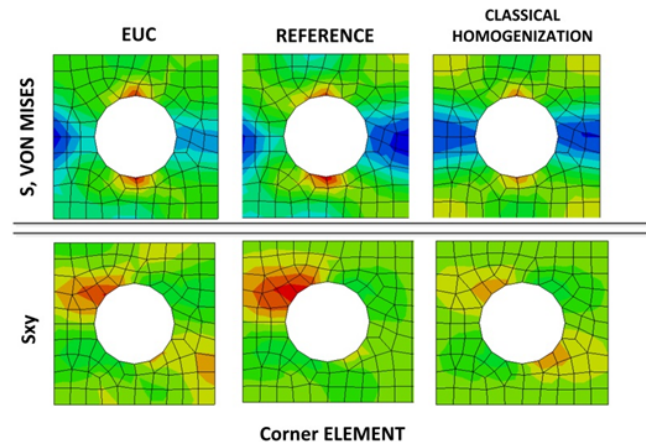 EUC
REFERENCE
CLASSICAL
HOMOGENIZATION
S, VON MISES
Sxy
Corner ELEMENT